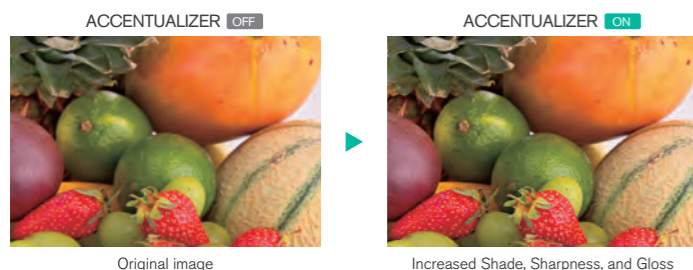 ACCENTUALIZER OFF
ACCENTUALIZER ON
Original image
Increased Shade, Sharpness, and Gloss